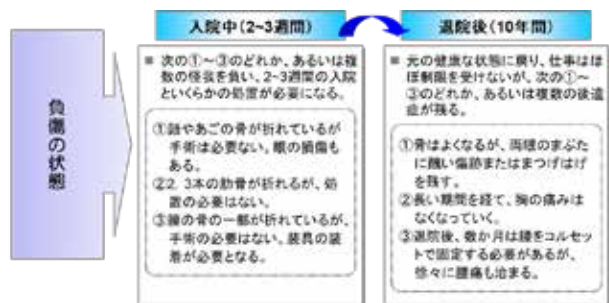 負傷の状態
入院中(2~3週間)
■ 次の①~③のどれか、あるいは複
数の怪我を負い、2~3週間の入院
といくらかの処置が必要になる。
①頭やあごの骨が折れているが
手術は必要ない。眼の損傷も
ある。
②2、3本の肋骨が折れるが、処
置の必要はない。
③腰の骨の一部が折れているが、
手術の必要はない。装具の装
着が必要となる。
退院後(10年間)
■ 元の健康な状態に戻り、仕事はほ
ぼ制限を受けないが、次の①~
③のどれか、あるいは複数の後遺
症が残る。
①骨はよくなるが、両眼のまぶた
に醜い傷跡またはまつげはげ
を残す。
②長い期間を経て、胸の痛みは
なくなっていく。
③退院後、数か月は腰をコルセッ
トで固定する必要があるが、
徐々に腰痛も治まる。